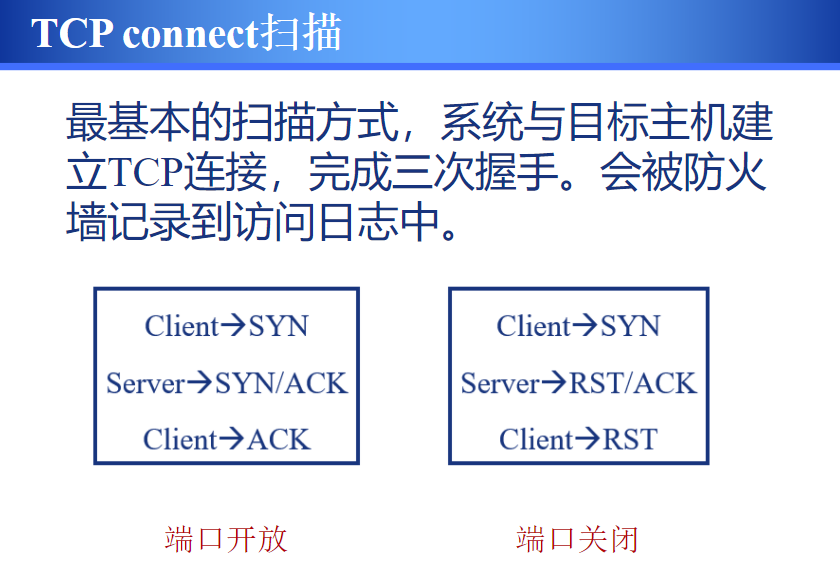 TCP connect扫描
最基本的扫描方式，系统与目标主机建
立TCP连接，完成三次握手。会被防火
墙记录到访问日志中。
Client→SYN
Server→SYN/ACK
Client→ACK
端口开放
Client→SYN
Server→RST/ACK
Client→RST
端口关闭